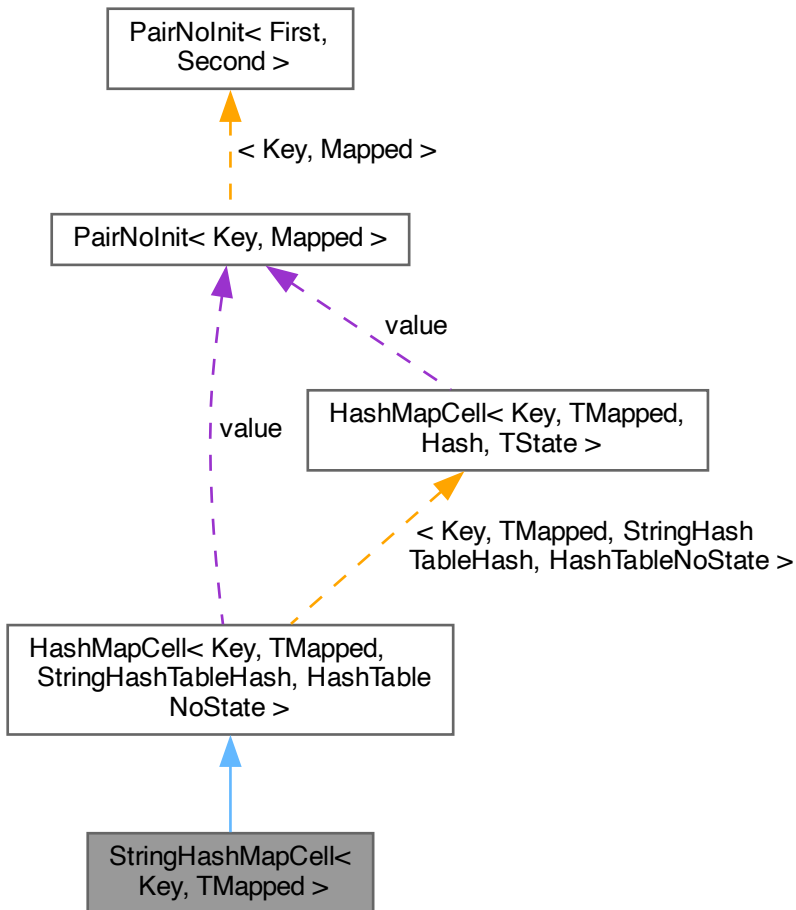 PairNoInit< First,
Second >
< Key, Mapped >
PairNoInit< Key, Mapped >
value
HashMapCell< Key, TMapped,
Hash, TState >
value
< Key, TMapped, StringHash
TableHash, HashTableNoState >
HashMapCell< Key, TMapped,
StringHashTableHash, HashTable
NoState >
StringHashMapCell<
Key, TMapped >